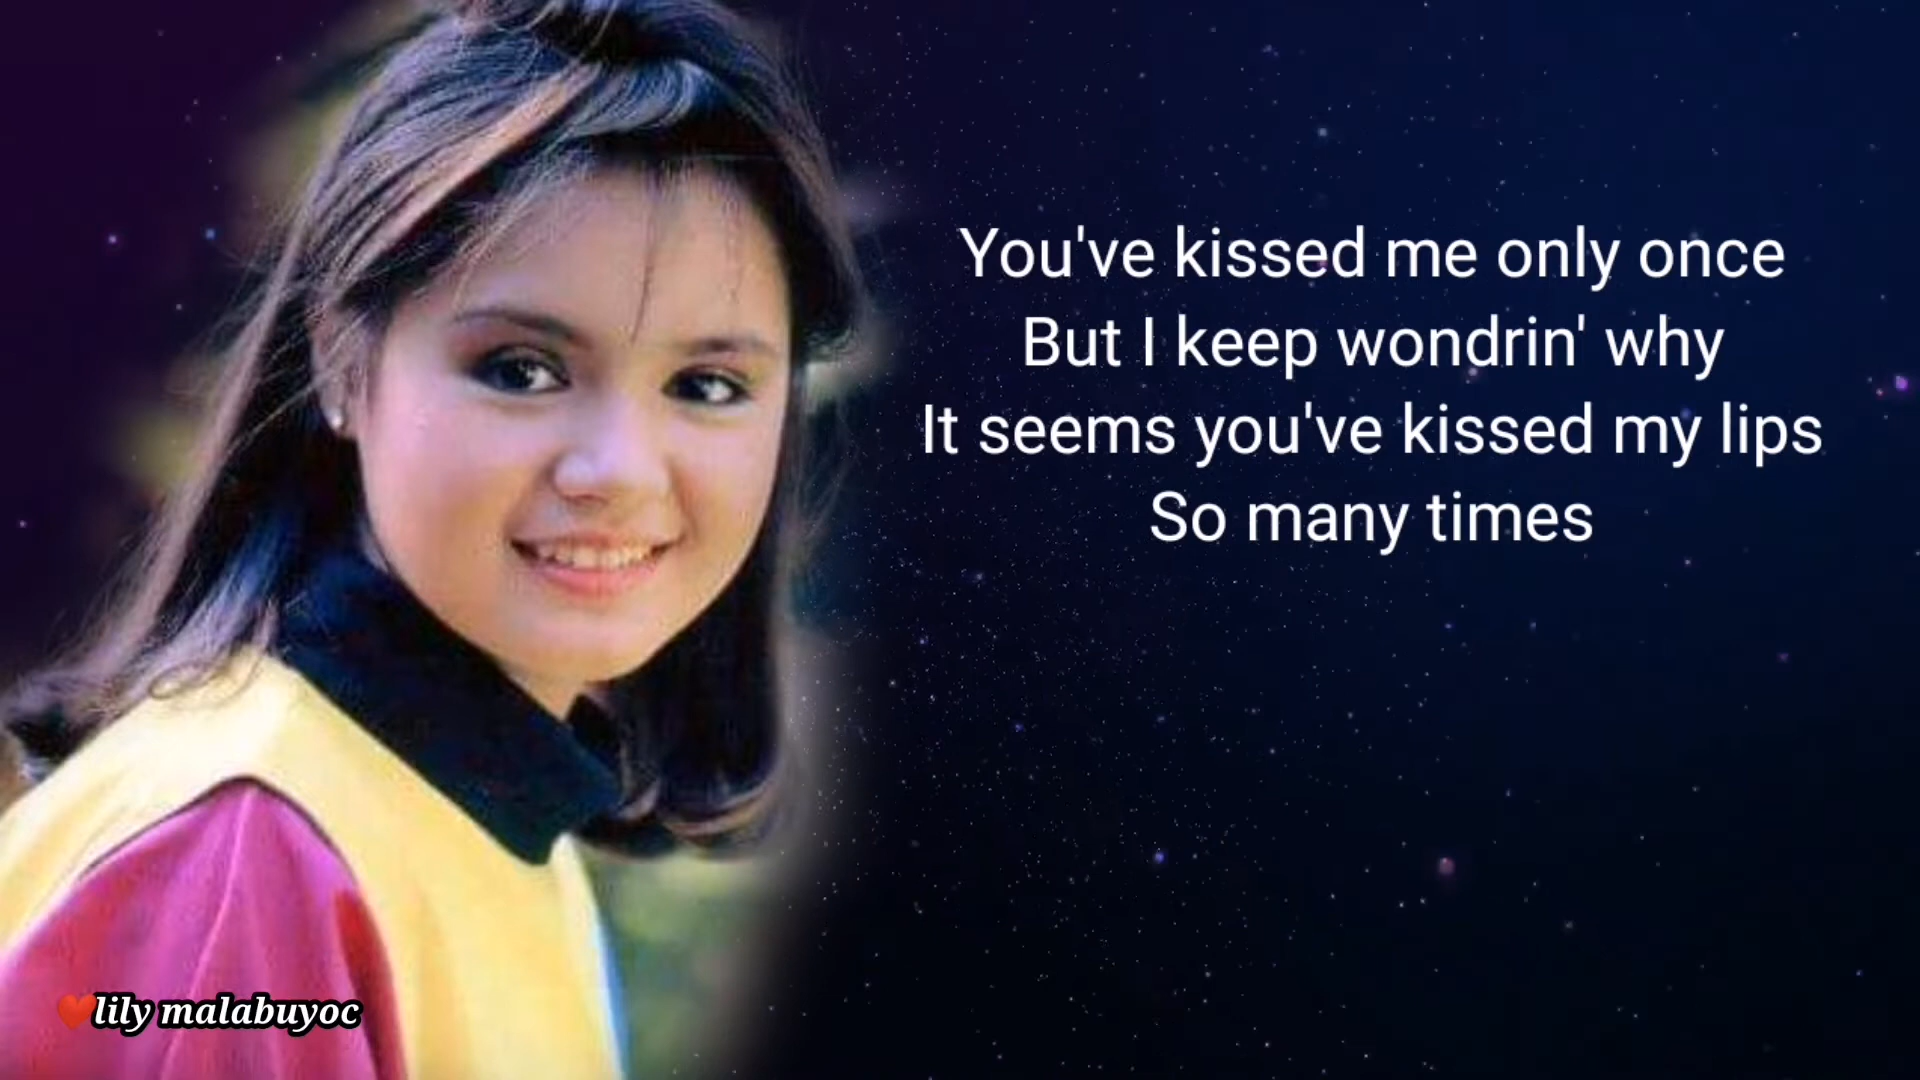 You've kissed me only once
But I keep wondrin' why
It seems you've kissed my lips
So many times
lily malabuyoc